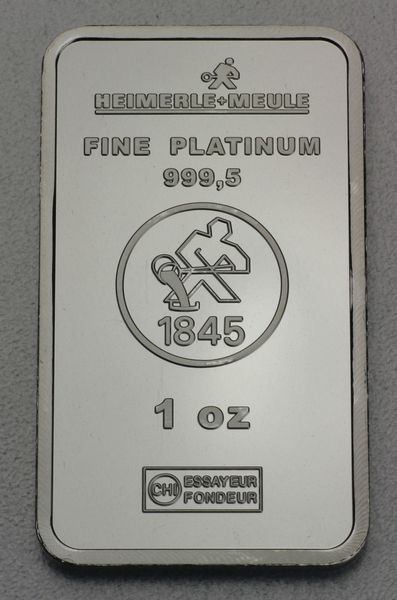 HEIMERLE+MEULE
FINE PLATINUM
999,5
1845
1 oz
CHI ESSAYEUR
FONDEUR